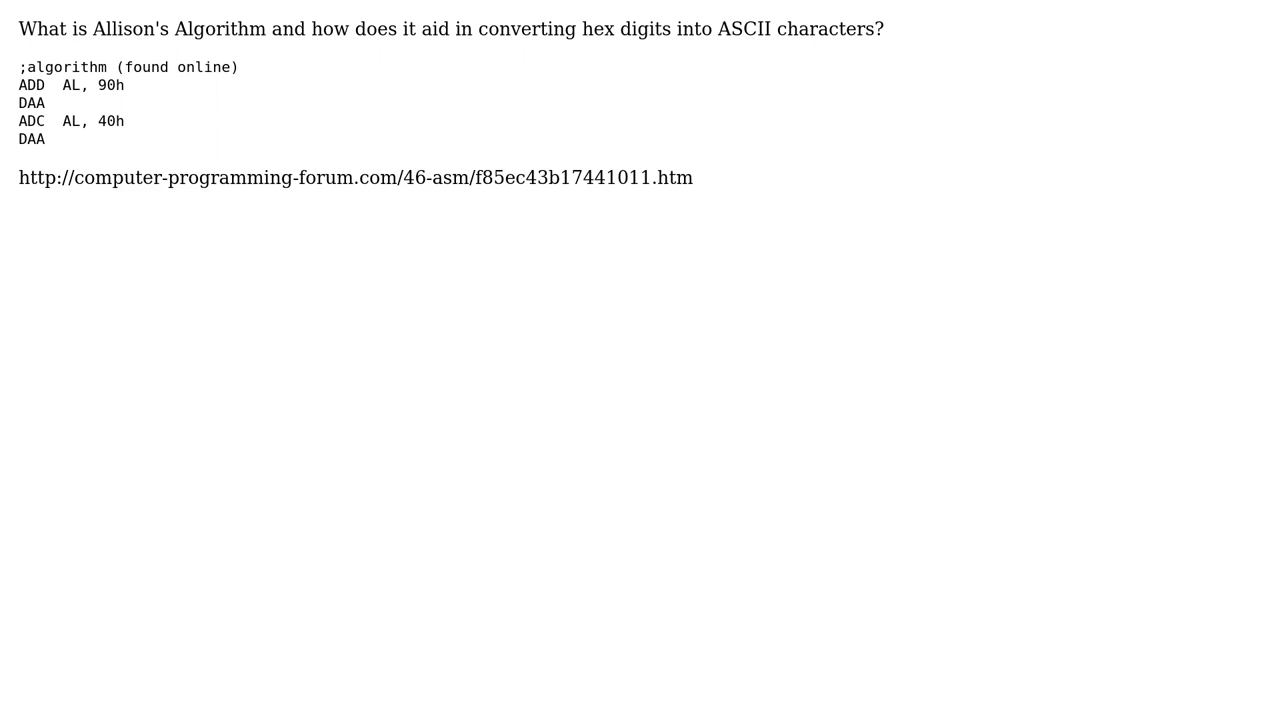 What is Allison's Algorithm and how does it aid in converting hex digits into ASCII characters?
;algorithm (found online)
ADD  AL, 90h
DAA
ADC  AL, 40h
DAA
http://computer-programming-forum.com/46-asm/f85ec43b17441011.htm